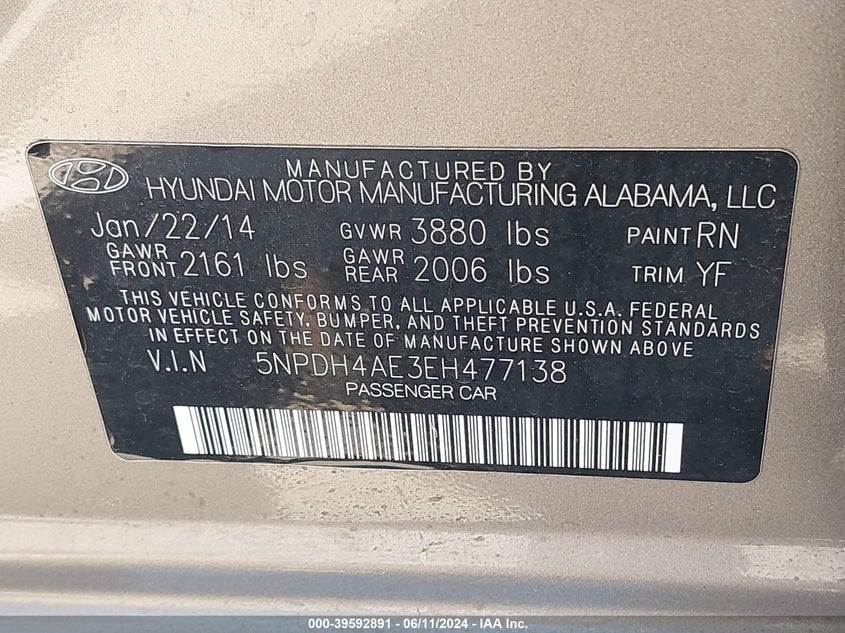 MANUFACTURED BY
HYUNDAI MOTOR MANUFACTURING ALABAMA, LLC
Jan/22/14 GVWR 3880 lbs PAINT RN
GAWR FRONT 2161 lbs GAWR REAR 2006 lbs TRIM YF
THIS VEHICLE CONFORMS TO ALL APPLICABLE U.S.A. FEDERAL
MOTOR VEHICLE SAFETY, BUMPER, AND THEFT PREVENTION STANDARDS
IN EFFECT ON THE DATE OF MANUFACTURE SHOWN ABOVE
V.I.N 5NPDH4AE3EH477138
PASSENGER CAR
000-39592891 - 06/11/2024 - IAA Inc.